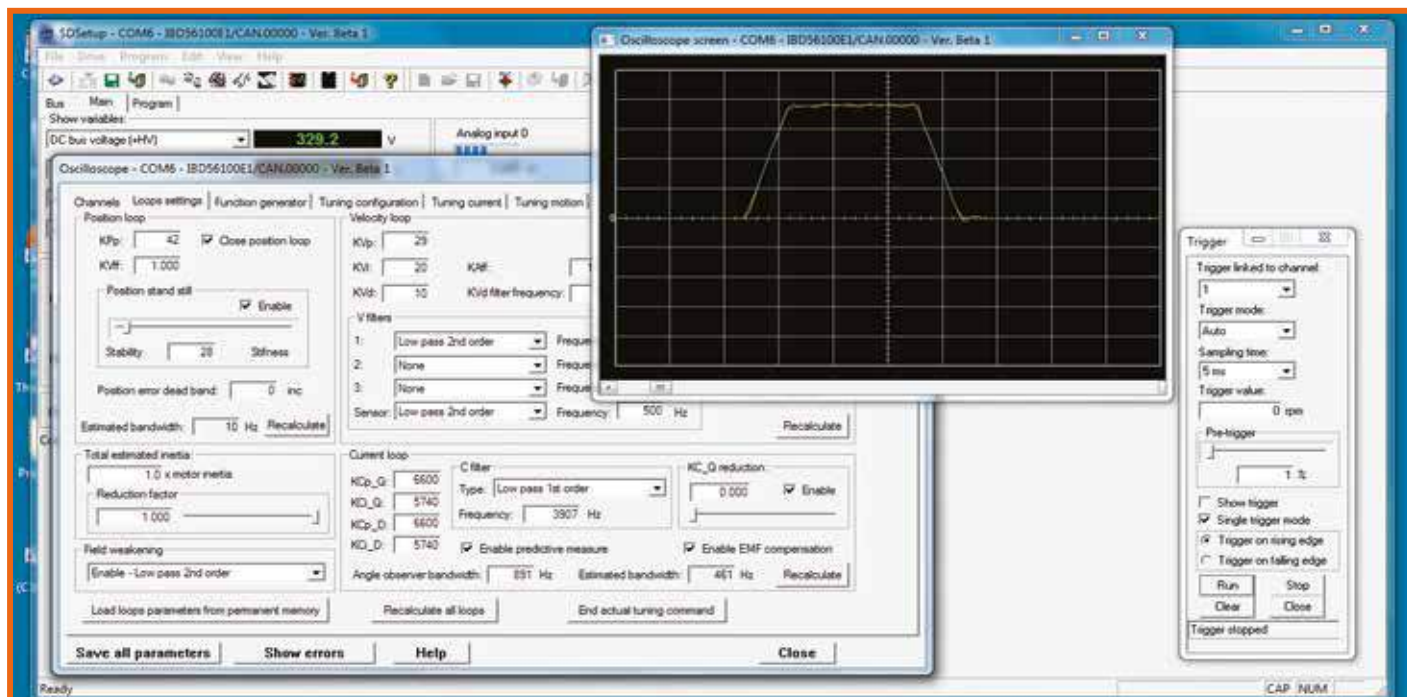 SDSetup - COM6 - IBD56100E1/CAN.00000 - Ver. Beta 1
File Drive Program Edit View Help
Bus Main Program
Show variables:
DC bus voltage (+HV) 329.2 V
Analog input 0
Oscilloscope screen - COM6 - IBD56100E1/CAN.00000 - Ver. Beta 1
0
Oscilloscope - COM6 - IBD56100E1/CAN.00000 - Ver. Beta 1
Channels Loops settings Function generator Tuning configuration Tuning current Tuning motion
Position loop
KPp: 42 Close position loop
KVff: 1.000
Position stand still
Enable
Stability 28 Stifness
Position error dead band: 0 inc
Estimated bandwidth: 10 Hz Recalculate
Velocity loop
KVp: 29
KVi: 20 KAff:
KVd: 50 KVd filter frequency:
V filters
1: Low pass 2nd order Freque
2: None Freque
3: None Freque
Sensor: Low pass 2nd order Frequency: 500 Hz
Recalculate
Total estimated inertia:
1.0 x motor inertia
Reduction factor
1.000
Field weakening
Enable - Low pass 2nd order
Current loop
KCp_Q: 6600
KCi_Q: 5740
KCp_D: 6600
KCi_D: 5740
C filter
Type: Low pass 1st order
Frequency: 3907 Hz
KC_Q reduction
0.000 Enable
Enable predictive measure Enable EMF compensation
Angle observer bandwidth: 891 Hz Estimated bandwidth: 461 Hz Recalculate
Load loops parameters from permanent memory Recalculate all loops End actual tuning command
Save all parameters Show errors Help Close
Trigger
Trigger linked to channel:
1
Trigger mode:
Auto
Sampling time:
5 ms
Trigger value:
0 rpm
Pre-trigger
1 %
Show trigger
Single trigger mode
Trigger on rising edge
Trigger on falling edge
Run Stop
Clear Close
Trigger stopped
Ready CAP NUM